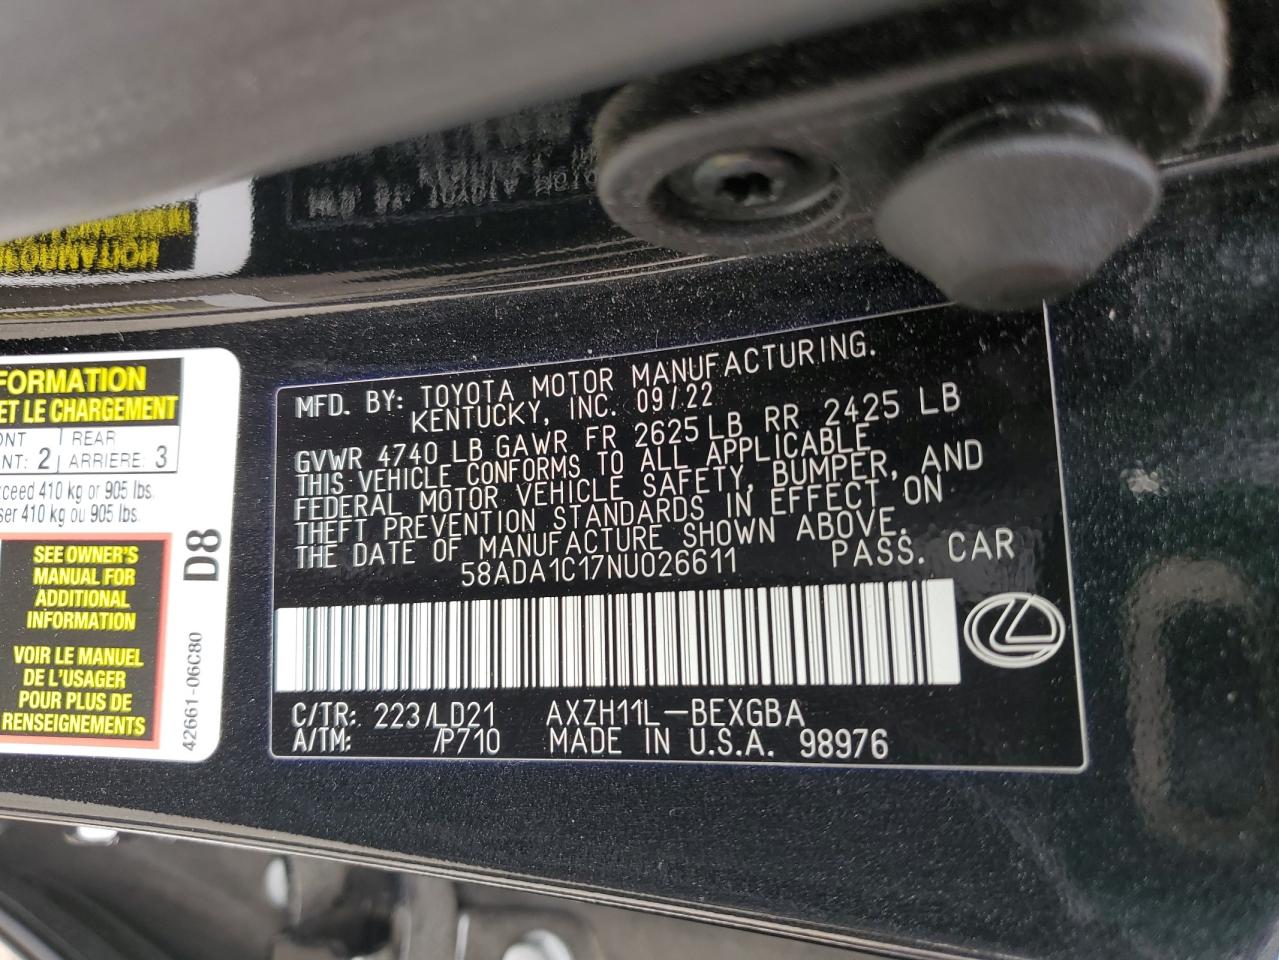 FORMATION
ET LE CHARGEMENT
REAR
2 ARRIERE: 3
410 kg or 905 lbs.
410 kg ou 905 lbs.
SEE OWNER'S
MANUAL FOR
ADDITIONAL
INFORMATION
VOIR LE MANUEL
DE L'USAGER
POUR PLUS DE
RENSEIGNEMENTS
D8
42661-06C80
MFD. BY: TOYOTA MOTOR MANUFACTURING.
KENTUCKY, INC. 09/22
GVWR 4740 LB GAWR FR 2625 LB RR 2425 LB
THIS VEHICLE CONFORMS TO ALL APPLICABLE
FEDERAL MOTOR VEHICLE SAFETY, BUMPER, AND
THEFT PREVENTION STANDARDS IN EFFECT ON
THE DATE OF MANUFACTURE SHOWN ABOVE.
58ADA1C17NU026611 PASS. CAR
C/TR: 223/LD21 AXZH11L-BEXGBA
A/TM: /P710 MADE IN U.S.A. 98976